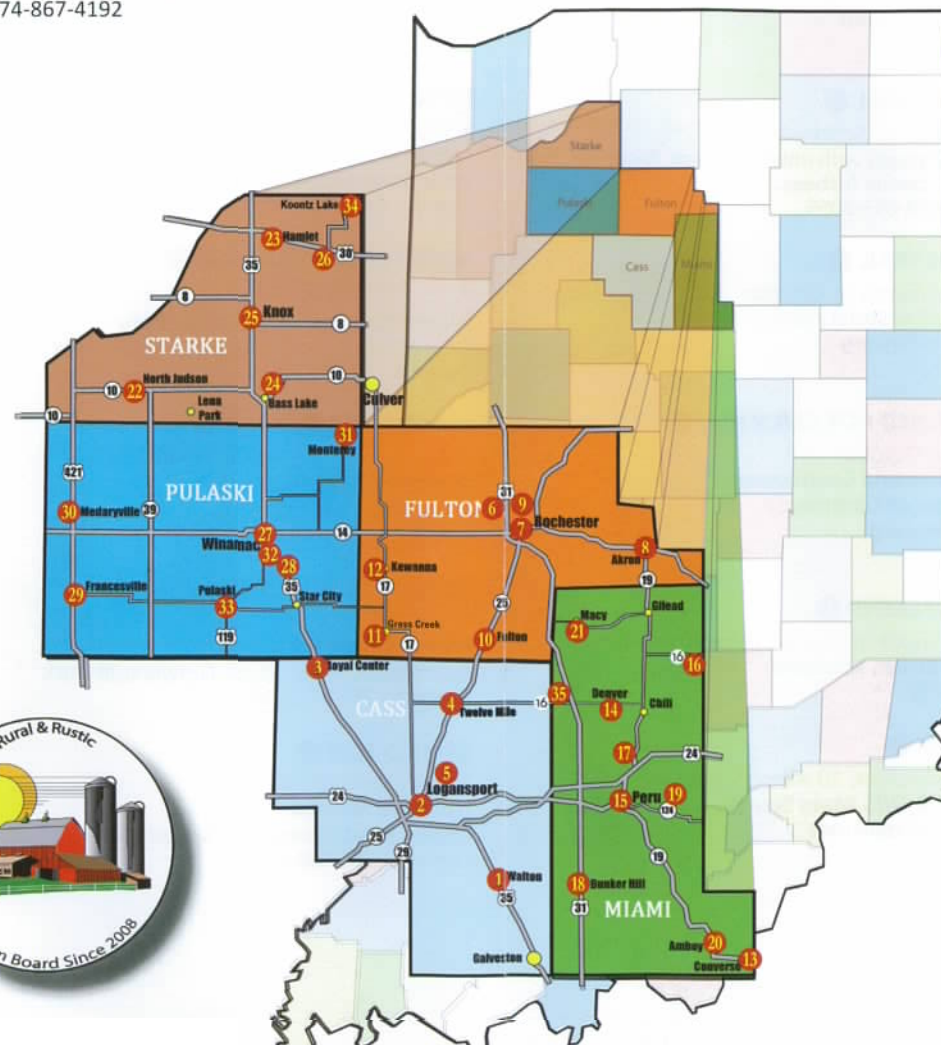 74-867-4192
Starke
Pulaski
Fulton
Cass
Miami
Koontz Lake 34
23 Hamlet
26 30
35
8
25 Knox
8
STARKE
North Judson
10 22
24 10
Bass Lake
Culver
Lena
Park
10
31
Monterey
421
PULASKI
39
30 Medaryville
14
27
Winamac
32
28
35
29 Francesville
Pulaski
33
Star City
119
FULTON
31
6 9
7 Rochester
8
Akron
19
12 Kewanna
17
25
11 Grass Creek
17
10 Fulton
3 Royal Center
CASS
4 Twelve Mile
16
35
5
Logansport
2
24
25
29
1 Walton
35
Galveston
Macy
21
Gilead
16 16
Denver
14
Chili
17
24
15 Peru 19
124
19
18 Bunker Hill
31
MIAMI
Amboy 20
Converse 13
Rural & Rustic
n Board Since 2008